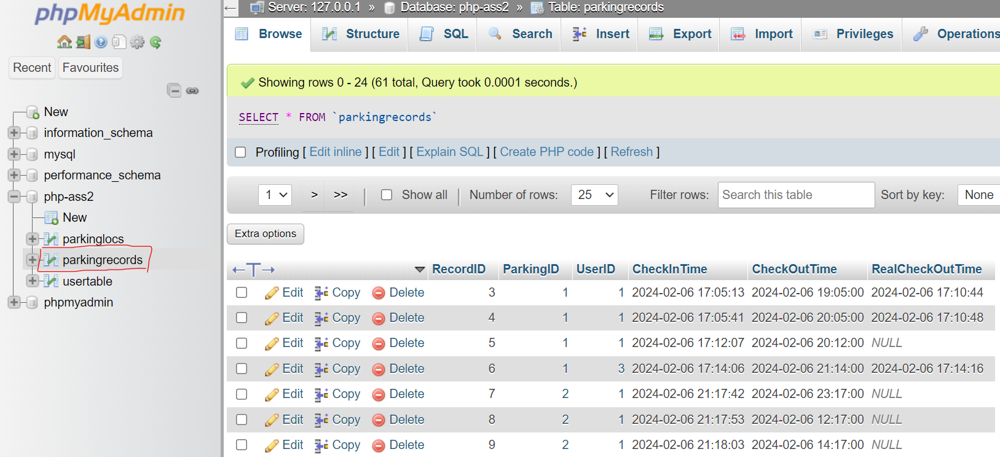 phpMyAdmin
Recent Favourites
New
information_schema
mysql
performance_schema
php-ass2
New
parkinglocs
parkingrecords
usertable
phpmyadmin
Server: 127.0.0.1 » Database: php-ass2 » Table: parkingrecords
Browse Structure SQL Search Insert Export Import Privileges Operations
Showing rows 0 - 24 (61 total, Query took 0.0001 seconds.)
SELECT * FROM `parkingrecords`
Profiling [ Edit inline ] [ Edit ] [ Explain SQL ] [ Create PHP code ] [ Refresh ]
1 > >> | Show all | Number of rows: 25 Filter rows: Search this table Sort by key: None
Extra options
←T→ RecordID ParkingID UserID CheckInTime CheckOutTime RealCheckOutTime
Edit Copy Delete 3 1 1 2024-02-06 17:05:13 2024-02-06 19:05:00 2024-02-06 17:10:44
Edit Copy Delete 4 1 1 2024-02-06 17:05:41 2024-02-06 20:05:00 2024-02-06 17:10:48
Edit Copy Delete 5 1 1 2024-02-06 17:12:07 2024-02-06 20:12:00 NULL
Edit Copy Delete 6 1 3 2024-02-06 17:14:06 2024-02-06 21:14:00 2024-02-06 17:14:16
Edit Copy Delete 7 2 1 2024-02-06 21:17:42 2024-02-06 23:17:00 NULL
Edit Copy Delete 8 2 1 2024-02-06 21:17:53 2024-02-06 12:17:00 NULL
Edit Copy Delete 9 2 1 2024-02-06 21:18:03 2024-02-06 14:17:00 NULL